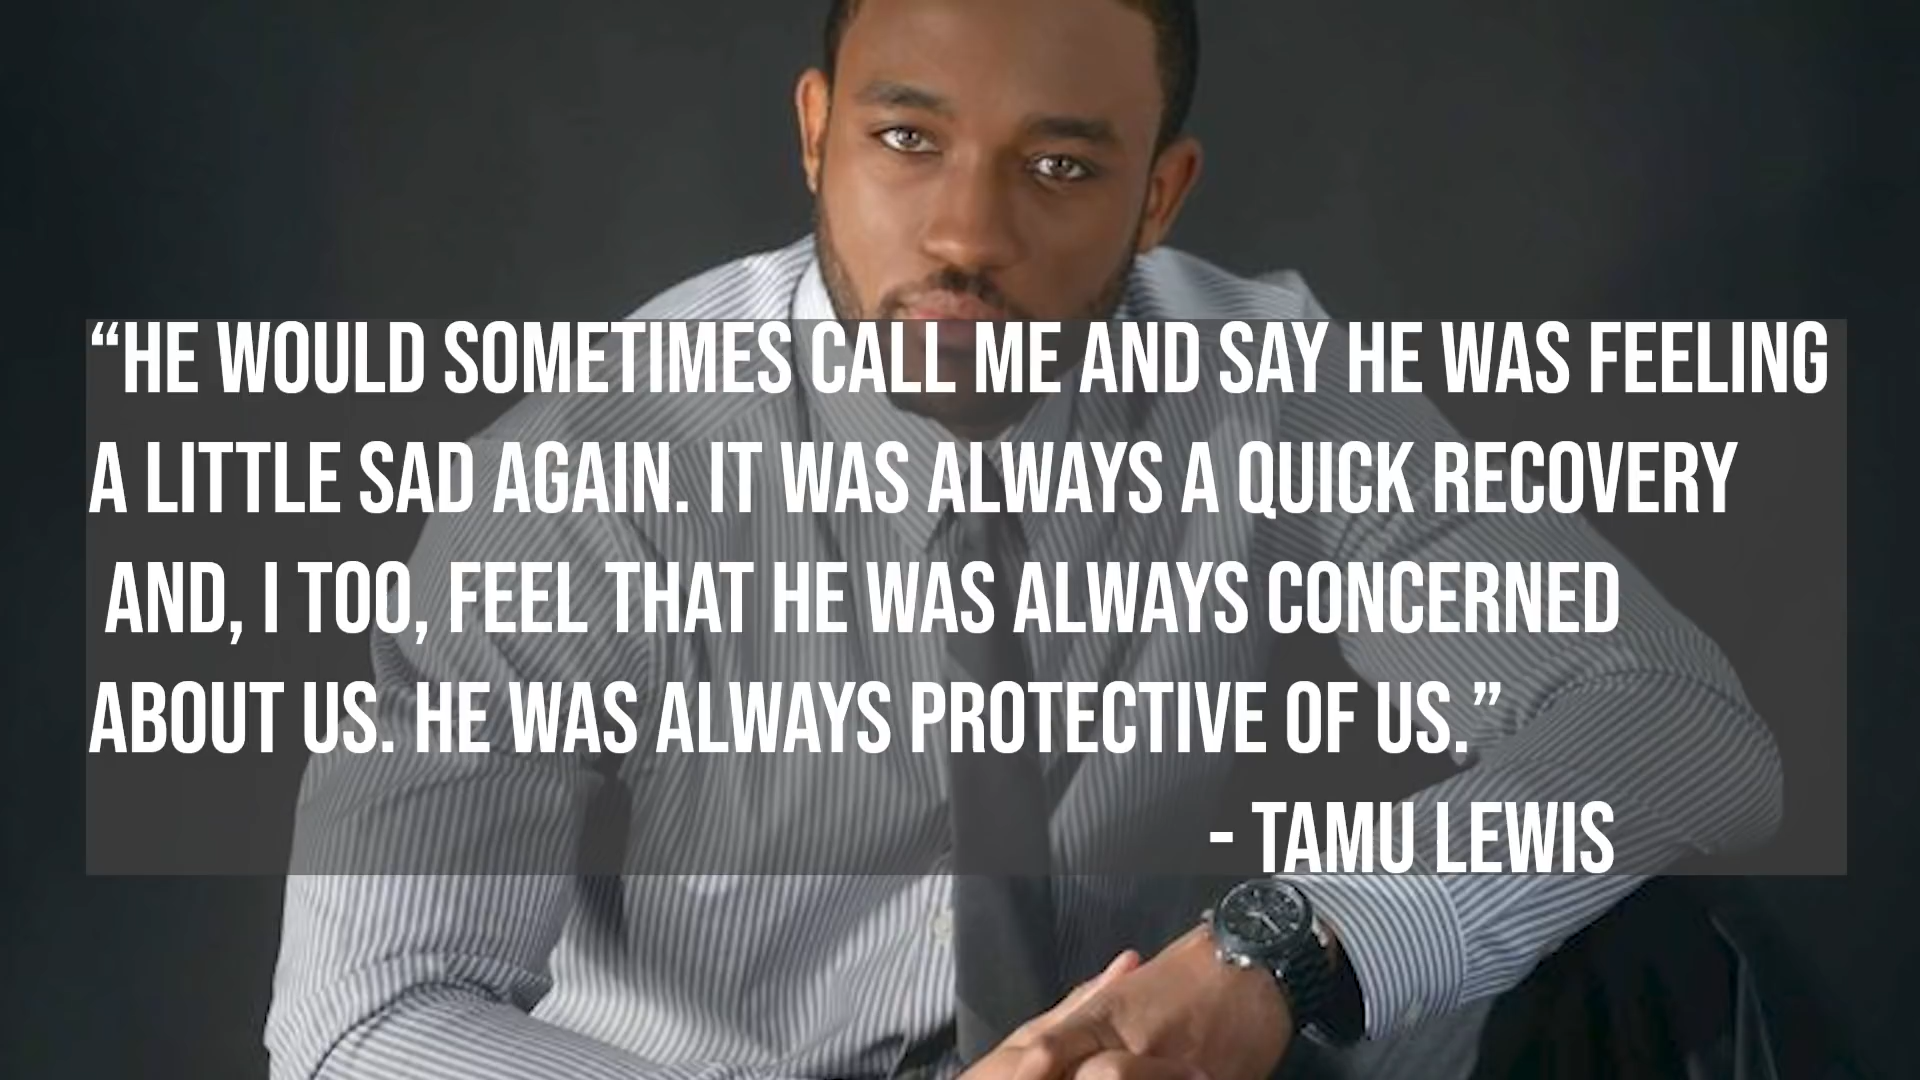 “HE WOULD SOMETIMES CALL ME AND SAY HE WAS FEELING
A LITTLE SAD AGAIN. IT WAS ALWAYS A QUICK RECOVERY
AND, I TOO, FEEL THAT HE WAS ALWAYS CONCERNED
ABOUT US. HE WAS ALWAYS PROTECTIVE OF US.”
- TAMU LEWIS